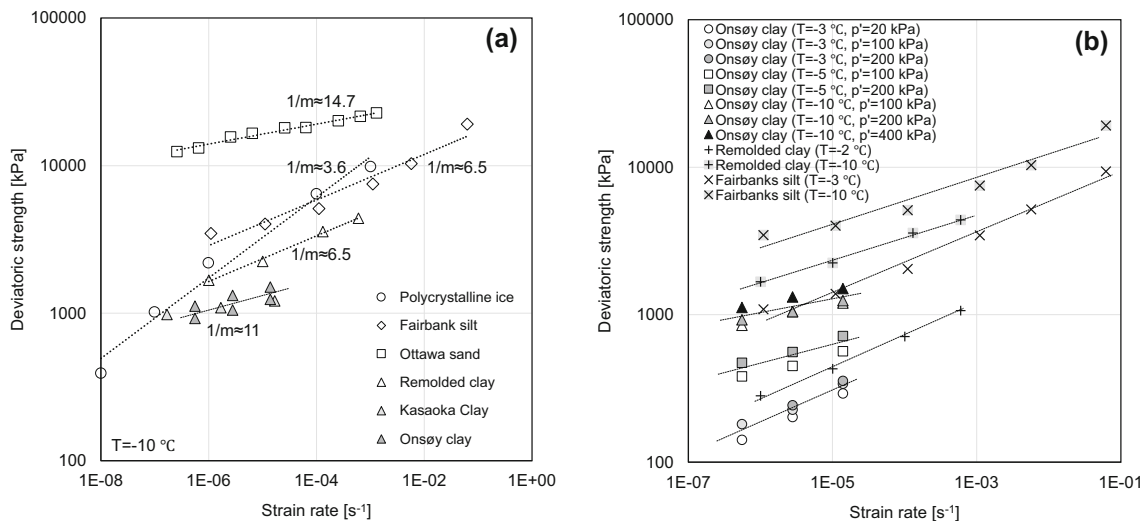 100000
(a)
1/m≈14.7
10000
1/m≈3.6
1/m≈6.5
1/m≈6.5
1000
1/m≈11
Polycrystalline ice
Fairbank silt
Ottawa sand
Remolded clay
Kasaoka Clay
Onsøy clay
T=-10 ℃
100
1E-08
1E-06
1E-04
1E-02
1E+00
Strain rate [s⁻¹]
Deviatoric strength [kPa]
100000
(b)
Onsøy clay (T=-3 ℃, p'=20 kPa)
Onsøy clay (T=-3 ℃, p'=100 kPa)
Onsøy clay (T=-3 ℃, p'=200 kPa)
Onsøy clay (T=-5 ℃, p'=100 kPa)
Onsøy clay (T=-5 ℃, p'=200 kPa)
Onsøy clay (T=-10 ℃, p'=100 kPa)
Onsøy clay (T=-10 ℃, p'=200 kPa)
Onsøy clay (T=-10 ℃, p'=400 kPa)
Remolded clay (T=-2 ℃)
Remolded clay (T=-10 ℃)
Fairbanks silt (T=-3 ℃)
Fairbanks silt (T=-10 ℃)
10000
1000
100
1E-07
1E-05
1E-03
1E-01
Strain rate [s⁻¹]
Deviatoric strength [kPa]